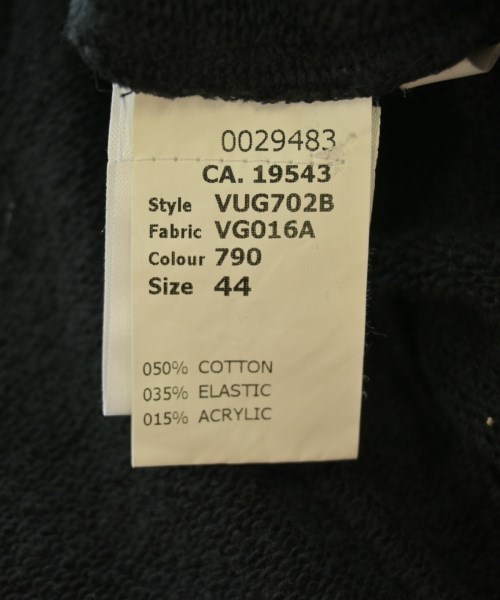 0029483
CA. 19543
Style VUG702B
Fabric VG016A
Colour 790
Size 44
050% COTTON
035% ELASTIC
015% ACRYLIC